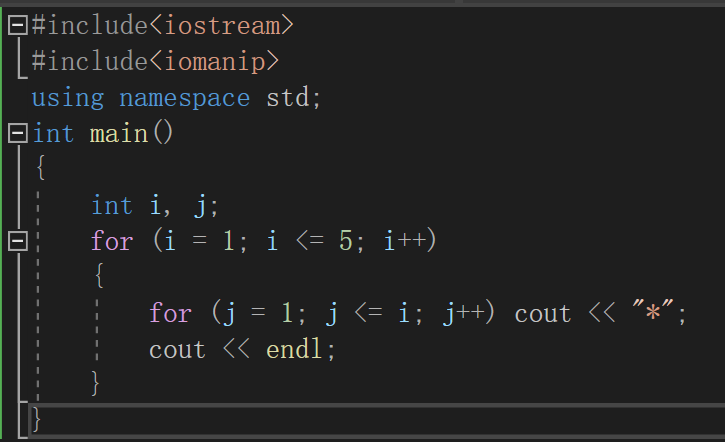 #include<iostream>
#include<iomanip>
using namespace std;
int main()
{
    int i, j;
    for (i = 1; i <= 5; i++)
    {
        for (j = 1; j <= i; j++) cout << "*";
        cout << endl;
    }
}